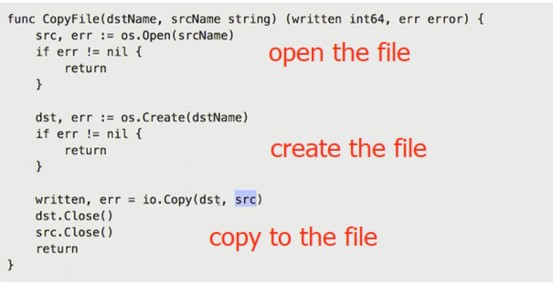 func CopyFile(dstName, srcName string) (written int64, err error) {
    src, err := os.Open(srcName)
    if err != nil {
        return
    }
open the file

    dst, err := os.Create(dstName)
    if err != nil {
        return
    }
create the file

    written, err = io.Copy(dst, src)
    dst.Close()
    src.Close()
    return
}
copy to the file